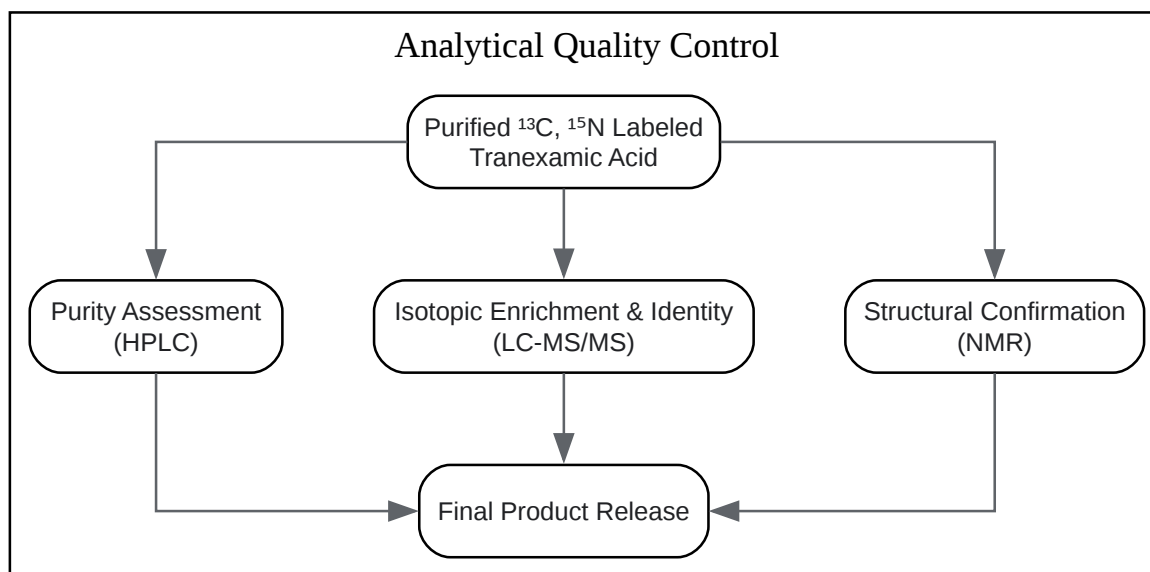 Analytical Quality Control
Purified ¹³C, ¹⁵N Labeled
Tranexamic Acid
Purity Assessment
(HPLC)
Isotopic Enrichment & Identity
(LC-MS/MS)
Structural Confirmation
(NMR)
Final Product Release